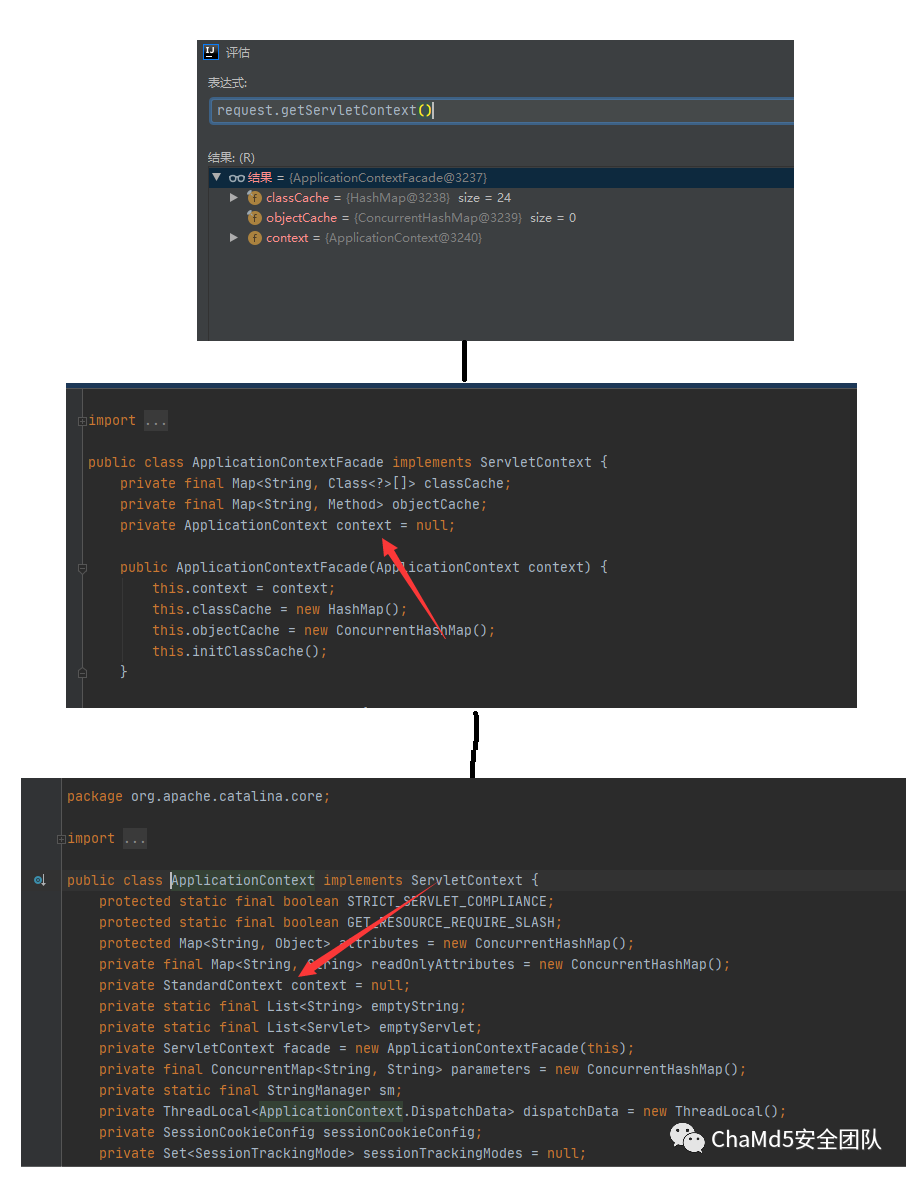 评估
表达式:
request.getServletContext()
结果: (R)
结果 = {ApplicationContextFacade@3237}
classCache = {HashMap@3238} size = 24
objectCache = {ConcurrentHashMap@3239} size = 0
context = {ApplicationContext@3240}
import ...
public class ApplicationContextFacade implements ServletContext {
private final Map<String, Class<?>[]> classCache;
private final Map<String, Method> objectCache;
private ApplicationContext context = null;
public ApplicationContextFacade(ApplicationContext context) {
this.context = context;
this.classCache = new HashMap();
this.objectCache = new ConcurrentHashMap();
this.initClassCache();
}
package org.apache.catalina.core;
import ...
public class ApplicationContext implements ServletContext {
protected static final boolean STRICT_SERVLET_COMPLIANCE;
protected static final boolean GET_RESOURCE_REQUIRE_SLASH;
protected Map<String, Object> attributes = new ConcurrentHashMap();
private final Map<String, String> readOnlyAttributes = new ConcurrentHashMap();
private StandardContext context = null;
private static final List<String> emptyString;
private static final List<Servlet> emptyServlet;
private ServletContext facade = new ApplicationContextFacade(this);
private final ConcurrentMap<String, String> parameters = new ConcurrentHashMap();
private static final StringManager sm;
private ThreadLocal<ApplicationContext.DispatchData> dispatchData = new ThreadLocal();
private SessionCookieConfig sessionCookieConfig;
private Set<SessionTrackingMode> sessionTrackingModes = null;
ChaMd5安全团队